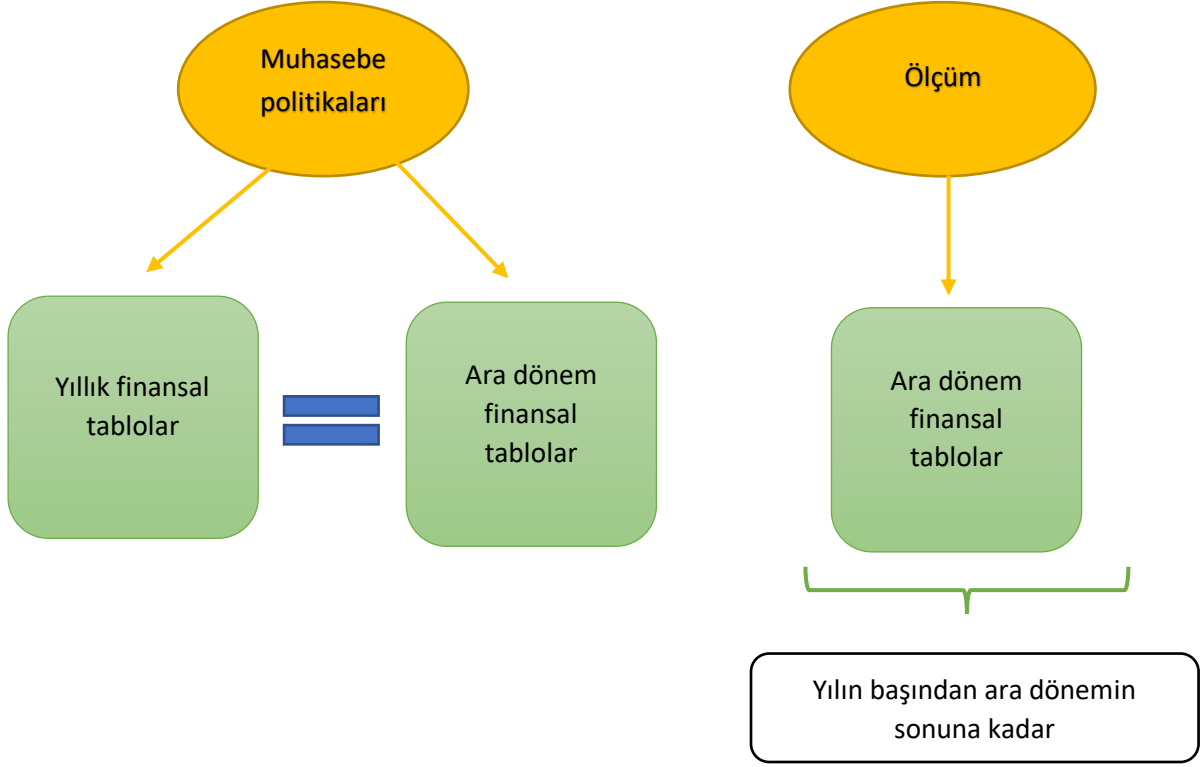 Muhasebe
politikaları
Ölçüm
Yıllık finansal
tablolar
Ara dönem
finansal
tablolar
Ara dönem
finansal
tablolar
Yılın başından ara dönemin
sonuna kadar